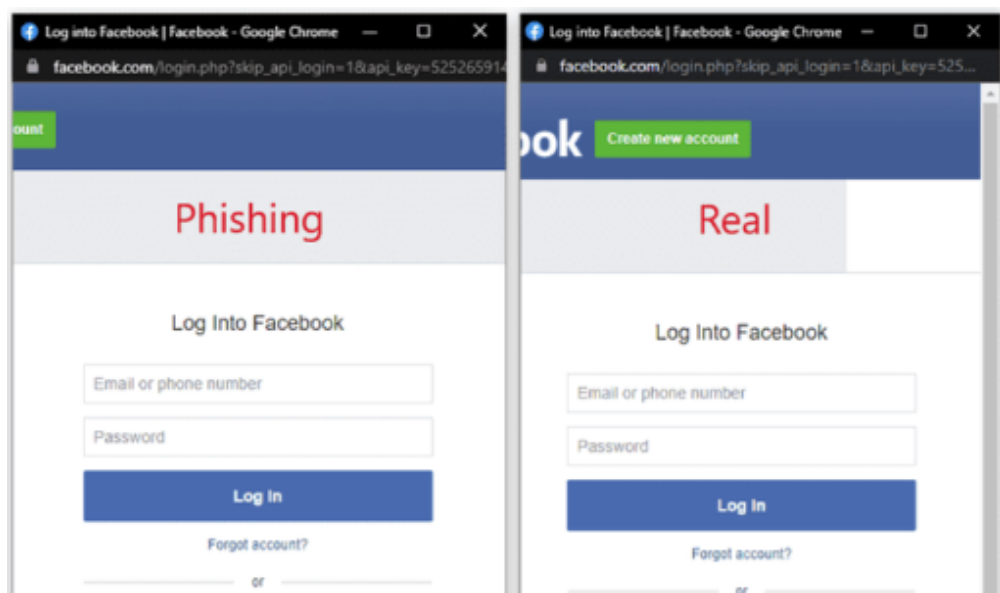 Log into Facebook | Facebook - Google Chrome
facebook.com/login.php?skip_api_login=1&api_key=525265914
ount
Phishing
Log Into Facebook
Email or phone number
Password
Log In
Forgot account?
or
Log into Facebook | Facebook - Google Chrome
facebook.com/login.php?skip_api_login=1&api_key=525...
ook
Create new account
Real
Log Into Facebook
Email or phone number
Password
Log In
Forgot account?
or